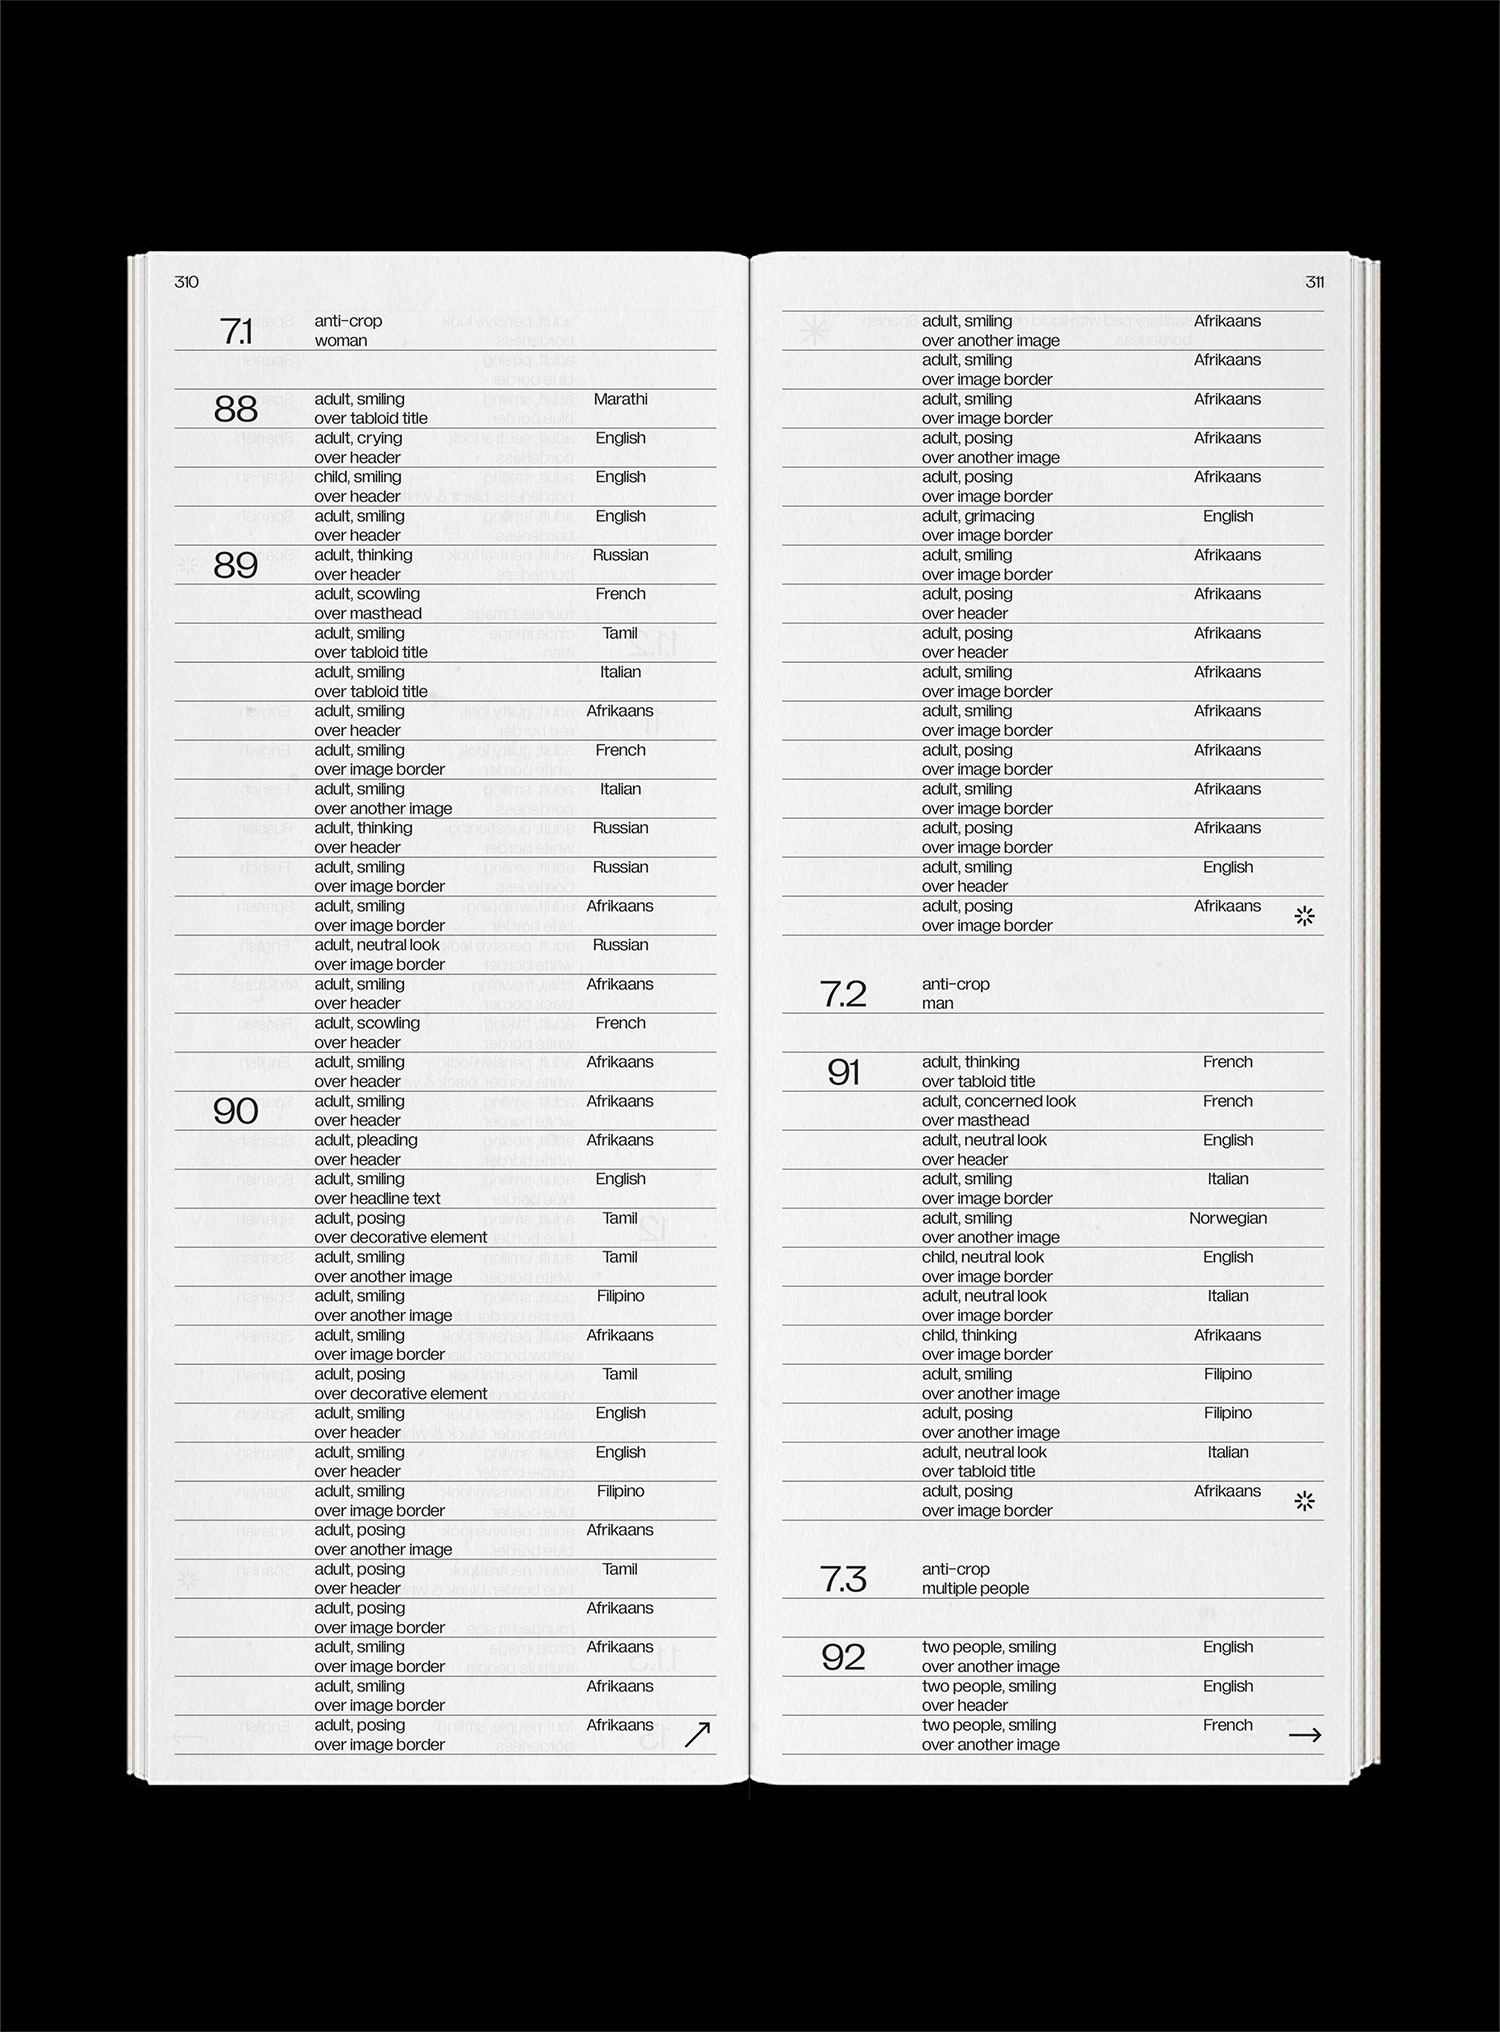 310
7.1
anti-crop
woman
88
adult, smiling
over tabloid title
Marathi
adult, crying
over header
English
child, smiling
over header
English
adult, smiling
over header
English
89
adult, thinking
over header
Russian
adult, scowling
over masthead
French
adult, smiling
over tabloid title
Tamil
adult, smiling
over tabloid title
Italian
adult, smiling
over header
Afrikaans
adult, smiling
over image border
French
adult, smiling
over another image
Italian
adult, thinking
over header
Russian
adult, smiling
over image border
Russian
adult, smiling
over image border
Afrikaans
adult, neutral look
over image border
Russian
adult, smiling
over header
Afrikaans
adult, scowling
over header
French
adult, smiling
over header
Afrikaans
90
adult, smiling
over header
Afrikaans
adult, pleading
over header
Afrikaans
adult, smiling
over headline text
English
adult, posing
over decorative element
Tamil
adult, smiling
over another image
Tamil
adult, smiling
over another image
Filipino
adult, smiling
over image border
Afrikaans
adult, posing
over decorative element
Tamil
adult, smiling
over header
English
adult, smiling
over header
English
adult, smiling
over image border
Filipino
adult, posing
over another image
Afrikaans
adult, posing
over header
Tamil
adult, posing
over image border
Afrikaans
adult, smiling
over image border
Afrikaans
adult, smiling
over image border
Afrikaans
adult, posing
over image border
Afrikaans
311
adult, smiling
over another image
Afrikaans
adult, smiling
over image border
Afrikaans
adult, smiling
over image border
Afrikaans
adult, posing
over another image
Afrikaans
adult, posing
over image border
Afrikaans
adult, grimacing
over image border
English
adult, smiling
over image border
Afrikaans
adult, posing
over header
Afrikaans
adult, posing
over header
Afrikaans
adult, smiling
over image border
Afrikaans
adult, smiling
over image border
Afrikaans
adult, posing
over image border
Afrikaans
adult, smiling
over image border
Afrikaans
adult, posing
over image border
Afrikaans
adult, smiling
over header
English
adult, posing
over image border
Afrikaans
7.2
anti-crop
man
91
adult, thinking
over tabloid title
French
adult, concerned look
over masthead
French
adult, neutral look
over header
English
adult, smiling
over image border
Italian
adult, smiling
over another image
Norwegian
child, neutral look
over image border
English
adult, neutral look
over image border
Italian
child, thinking
over image border
Afrikaans
adult, smiling
over another image
Filipino
adult, posing
over another image
Filipino
adult, neutral look
over tabloid title
Italian
adult, posing
over image border
Afrikaans
7.3
anti-crop
multiple people
92
two people, smiling
over another image
English
two people, smiling
over header
English
two people, smiling
over another image
French